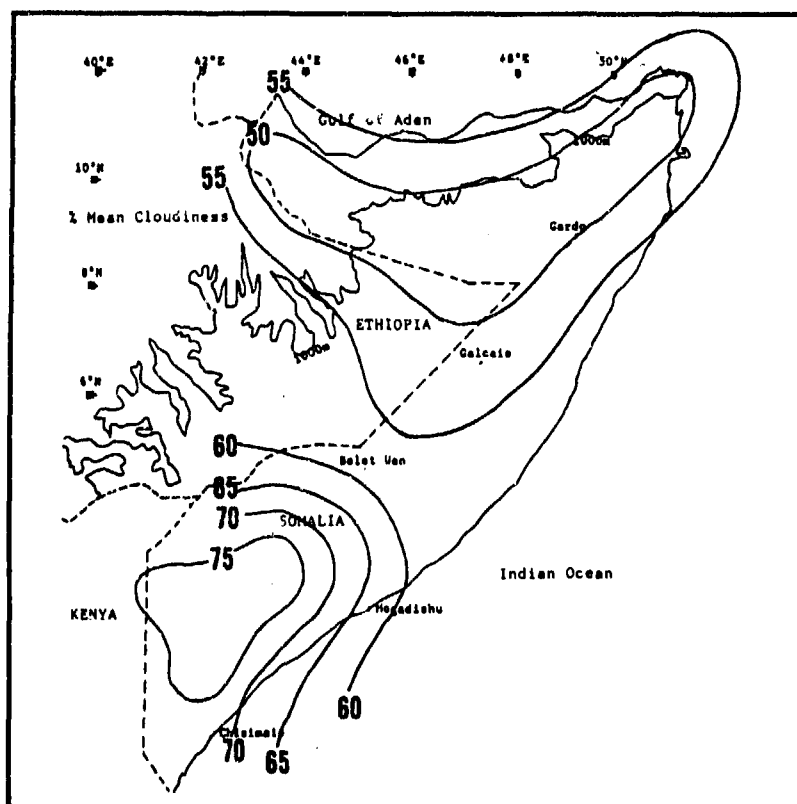 40°E 42°E 44°E 46°E 48°E 50°E
55
Gulf of Aden
50
1000m
10°N
55
% Mean Cloudiness
Gardo
8°N
ETHIOPIA
1000m
Galcaio
6°N
60
Belet Wen
65
70
SOMALIA
75
Indian Ocean
KENYA
Mogadishu
60
Chisimaio
70
65